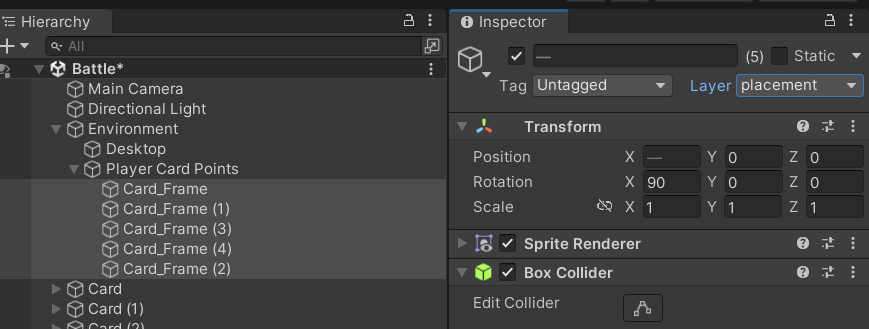 Hierarchy
All
Battle*
Main Camera
Directional Light
Environment
Desktop
Player Card Points
Card_Frame
Card_Frame (1)
Card_Frame (3)
Card_Frame (4)
Card_Frame (2)
Card
Card (1)
Card (2)
Inspector
— (5) Static
Tag Untagged Layer placement
Transform
Position X — Y 0 Z 0
Rotation X 90 Y 0 Z 0
Scale X 1 Y 1 Z 1
Sprite Renderer
Box Collider
Edit Collider